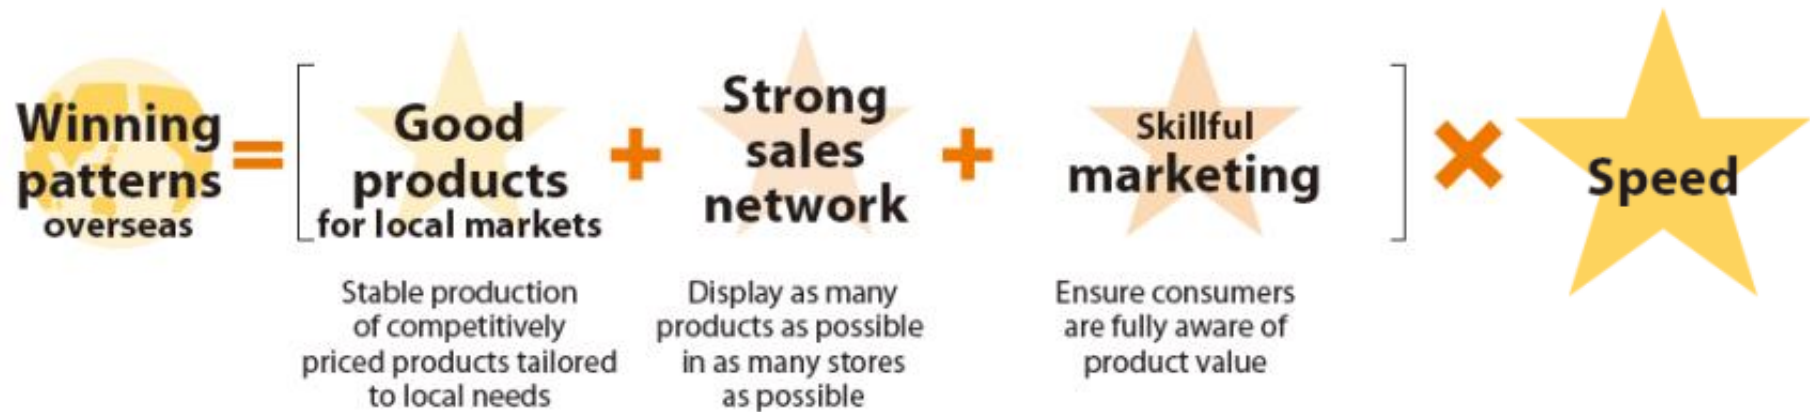 Winning
patterns
overseas
=
Good
products
for local markets
+
Strong
sales
network
+
Skillful
marketing
×
Speed
Stable production
of competitively
priced products tailored
to local needs
Display as many
products as possible
in as many stores
as possible
Ensure consumers
are fully aware of
product value